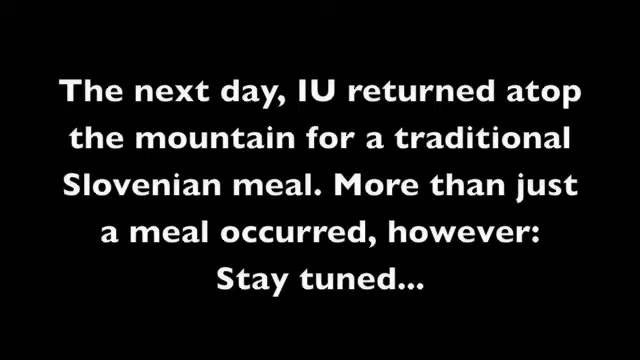 The next day, IU returned atop
the mountain for a traditional
Slovenian meal. More than just
a meal occurred, however:
Stay tuned...